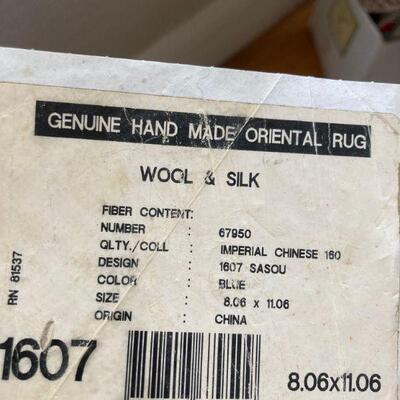 GENUINE HAND MADE ORIENTAL RUG
WOOL & SILK
FIBER CONTENT:
NUMBER : 67950
QLTY./COLL : IMPERIAL CHINESE 160
DESIGN : 1607 SASOU
COLOR : BLUE
SIZE : 8.06 x 11.06
ORIGIN : CHINA
RN 81537
1607
8.06x11.06